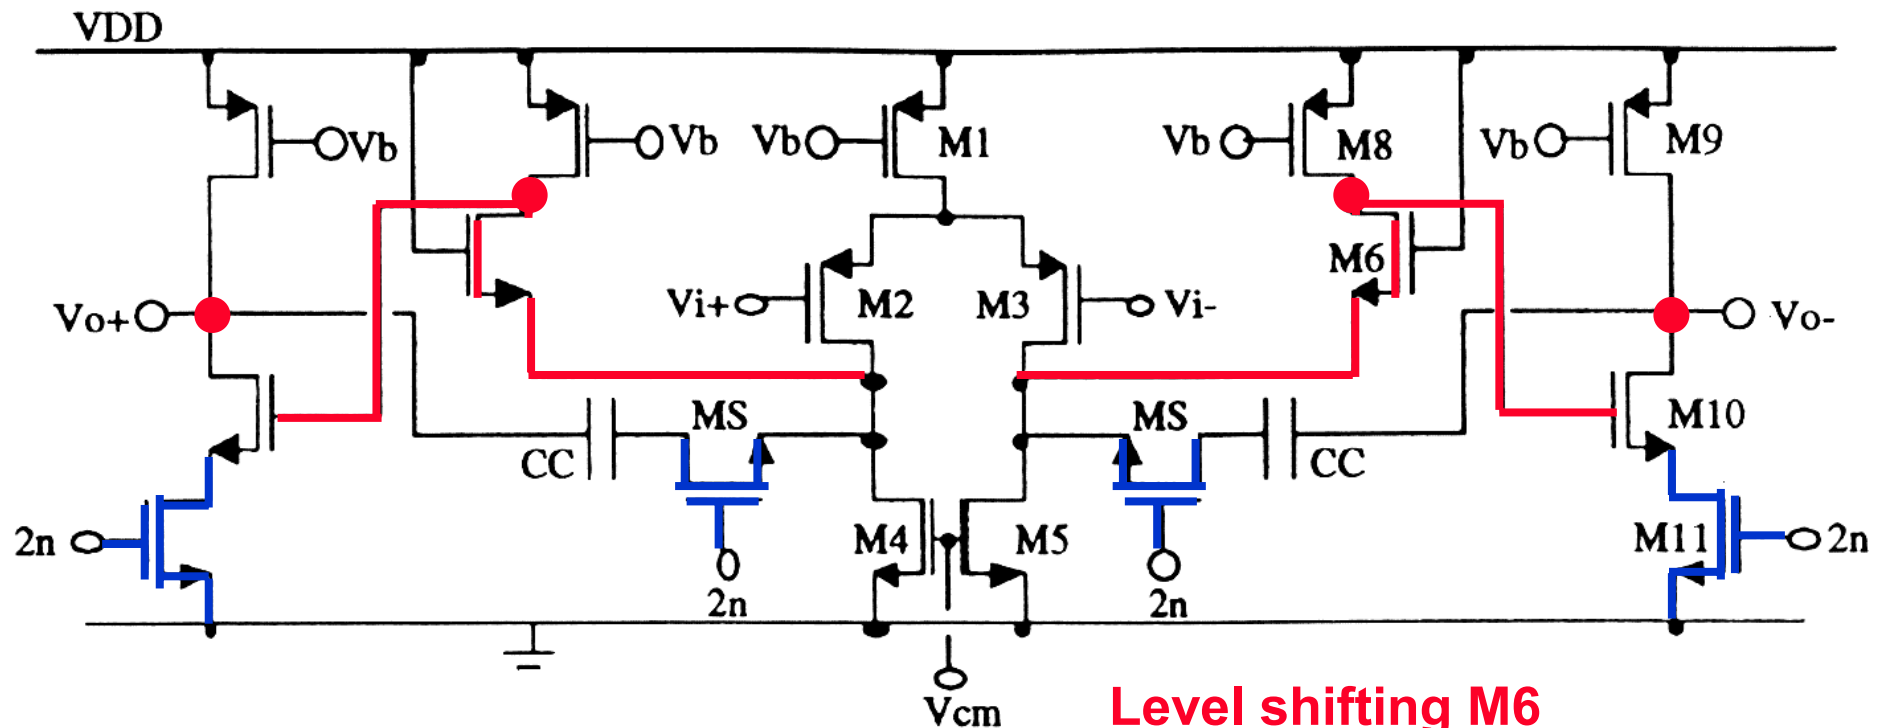 VDD
Vb
Vb
Vb
M1
Vb
M8
Vb
M9
M6
Vo+
Vi+
M2
M3
Vi-
Vo-
MS
MS
M10
CC
CC
2n
M4
M5
M11
2n
2n
2n
Vcm
Level shifting M6